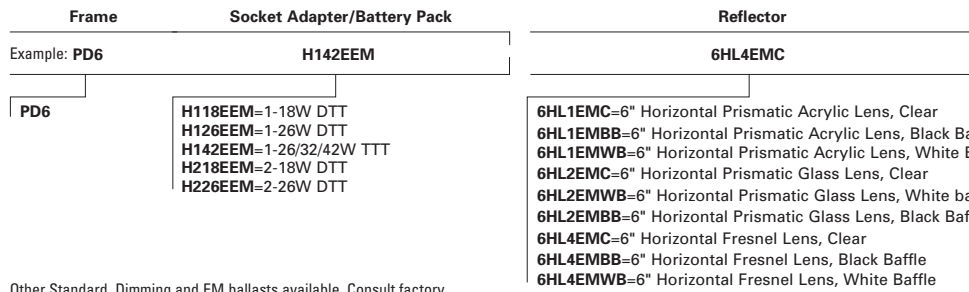 Frame Socket Adapter/Battery Pack Reflector
Example: PD6 H142EEM 6HL4EMC
PD6
H118EEM=1-18W DTT
H126EEM=1-26W DTT
H142EEM=1-26/32/42W TTT
H218EEM=2-18W DTT
H226EEM=2-26W DTT
6HL1EMC=6" Horizontal Prismatic Acrylic Lens, Clear
6HL1EMBB=6" Horizontal Prismatic Acrylic Lens, Black
6HL1EMWB=6" Horizontal Prismatic Acrylic Lens, White
6HL2EMC=6" Horizontal Prismatic Glass Lens, Clear
6HL2EMWB=6" Horizontal Prismatic Glass Lens, White
6HL2EMBB=6" Horizontal Prismatic Glass Lens, Black
6HL4EMC=6" Horizontal Fresnel Lens, Clear
6HL4EMBB=6" Horizontal Fresnel Lens, Black Baffle
6HL4EMWB=6" Horizontal Fresnel Lens, White Baffle
Other Standard, Dimming and EM ballasts available. Consult factory